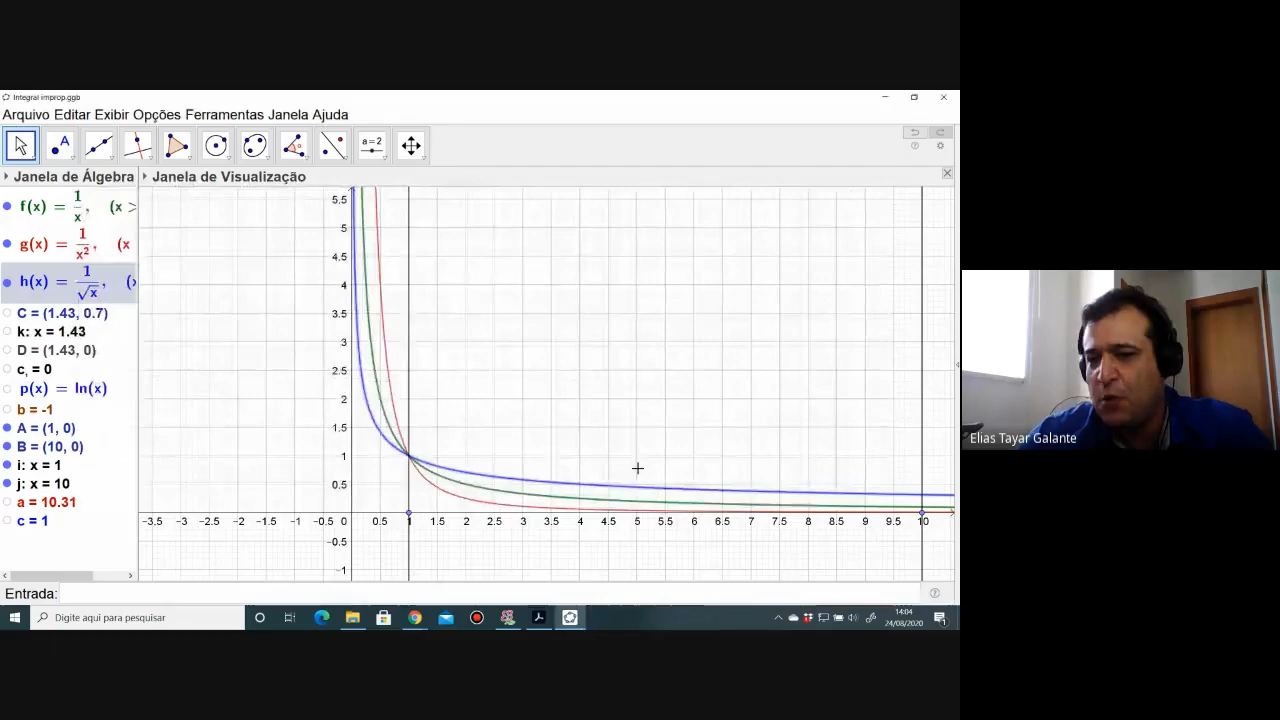 Integral improp.ggb
Arquivo Editar Exibir Opções Ferramentas Janela Ajuda
A
a=2
Janela de Álgebra
Janela de Visualização
f(x) = 1/x, (x >
g(x) = 1/x², (x
h(x) = 1/√x, (x
C = (1.43, 0.7)
k: x = 1.43
D = (1.43, 0)
c₁ = 0
p(x) = ln(x)
b = -1
A = (1, 0)
B = (10, 0)
i: x = 1
j: x = 10
a = 10.31
c = 1
5.5
5
4.5
4
3.5
3
2.5
2
1.5
1
0.5
-3.5 -3 -2.5 -2 -1.5 -1 -0.5 0 0.5 1 1.5 2 2.5 3 3.5 4 4.5 5 5.5 6 6.5 7 7.5 8 8.5 9 9.5 10
-0.5
-1
Elias Tayar Galante
Entrada:
Digite aqui para pesquisar
14:04
24/08/2020